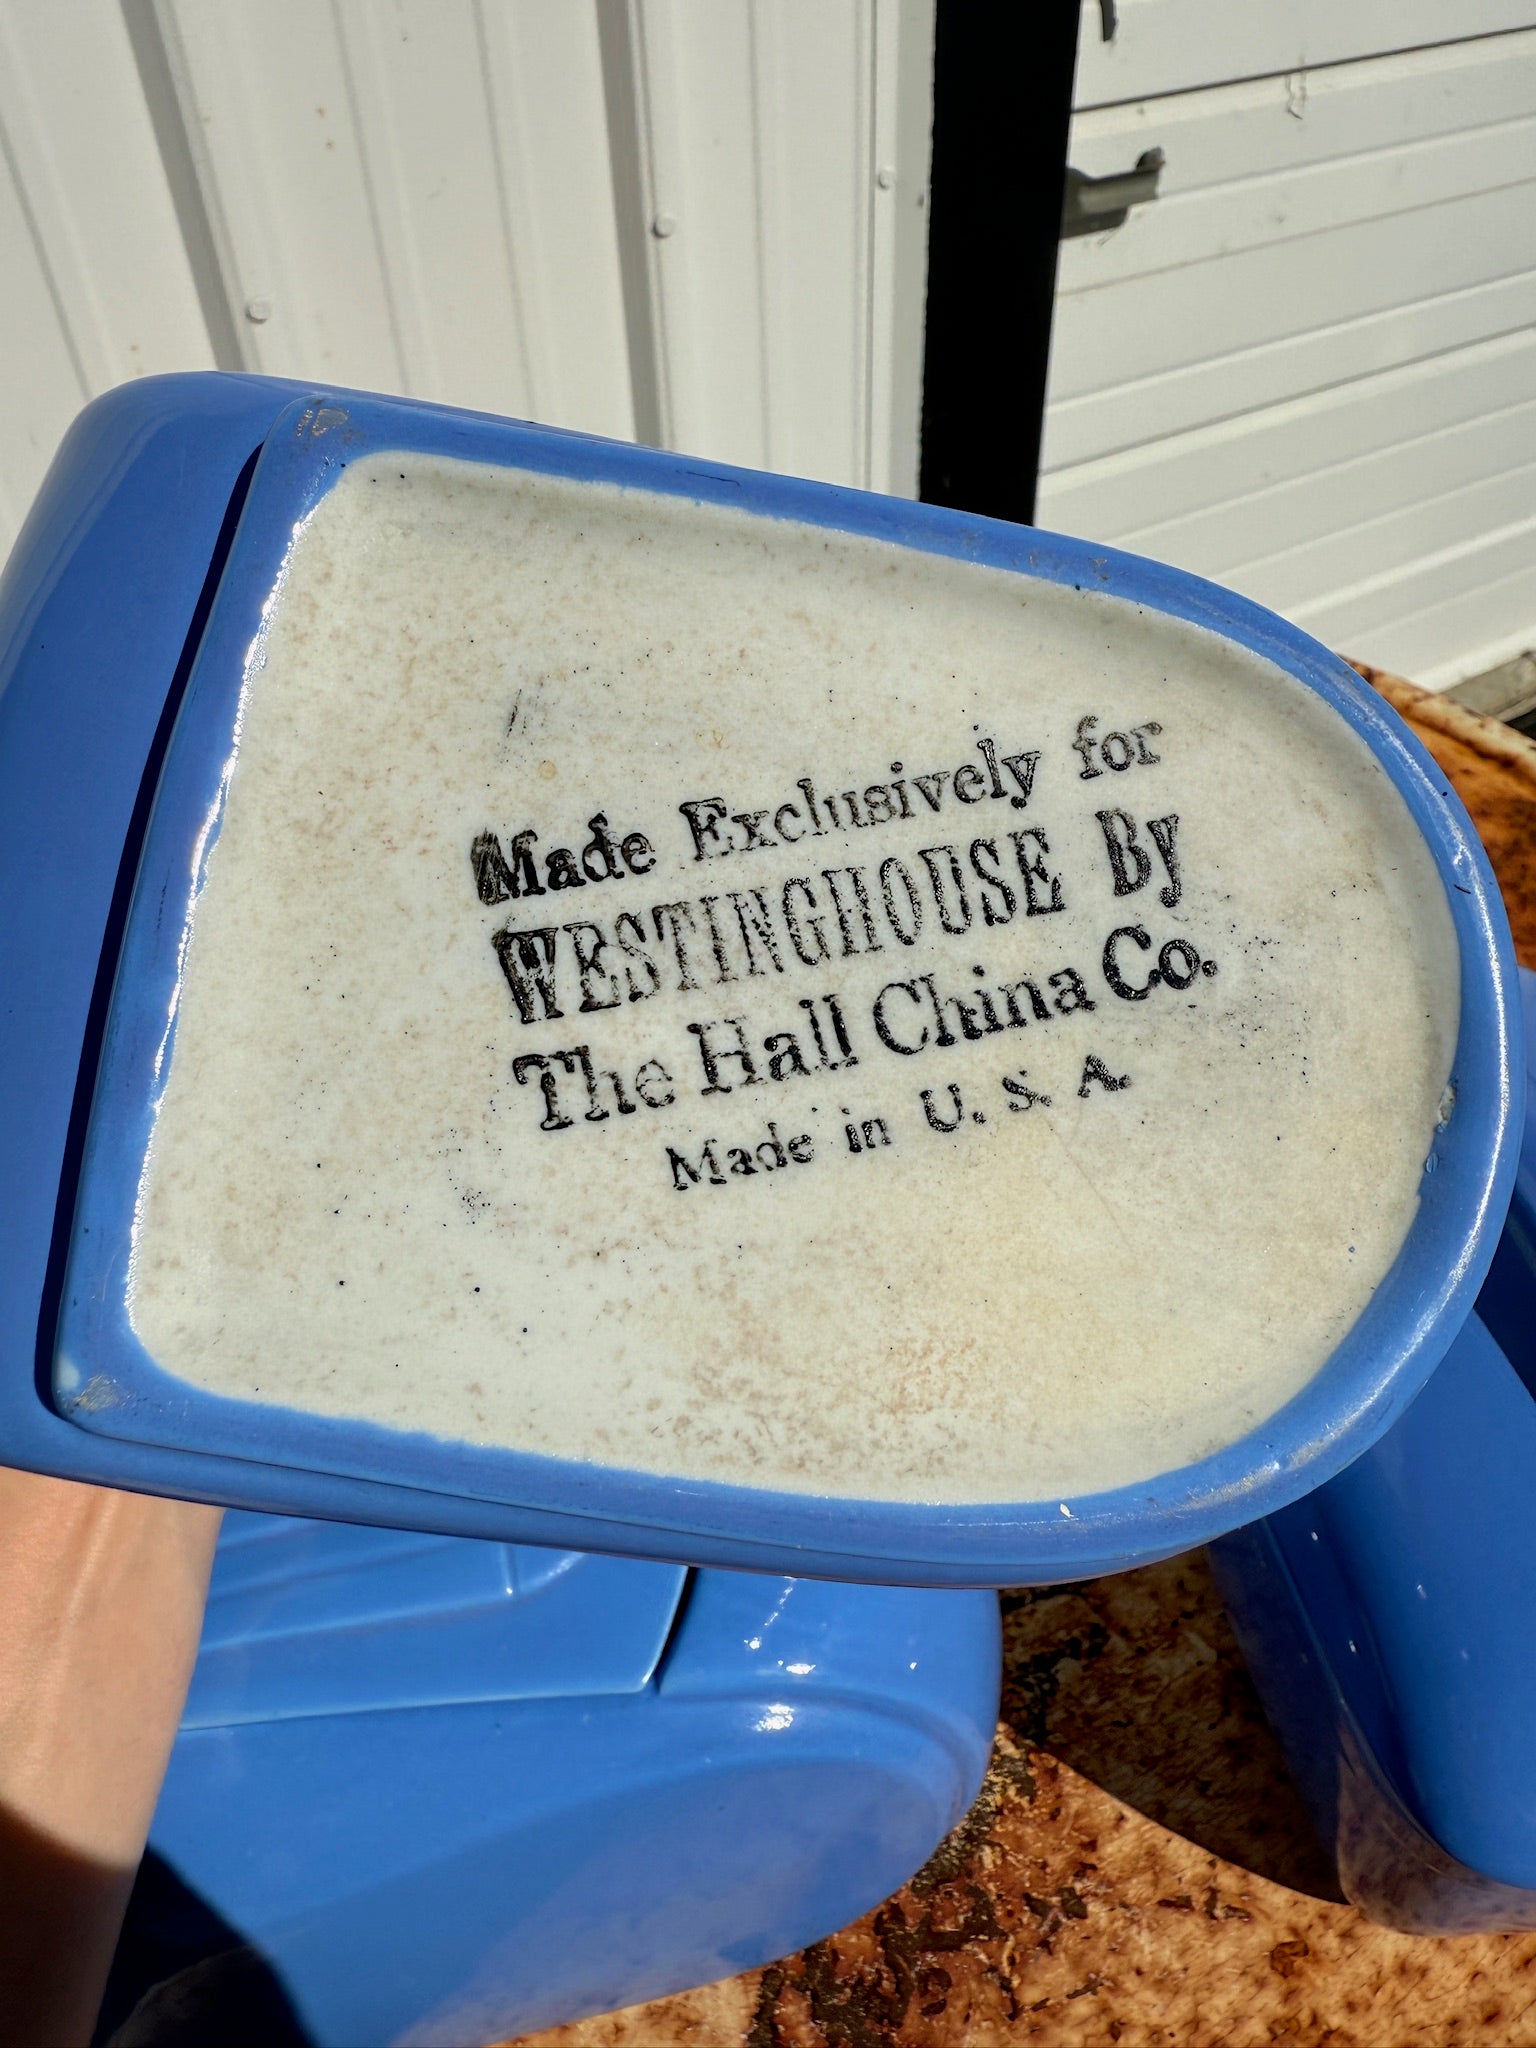 Made Exclusively for
WESTINGHOUSE By
The Hall China Co.
Made in U. S. A.